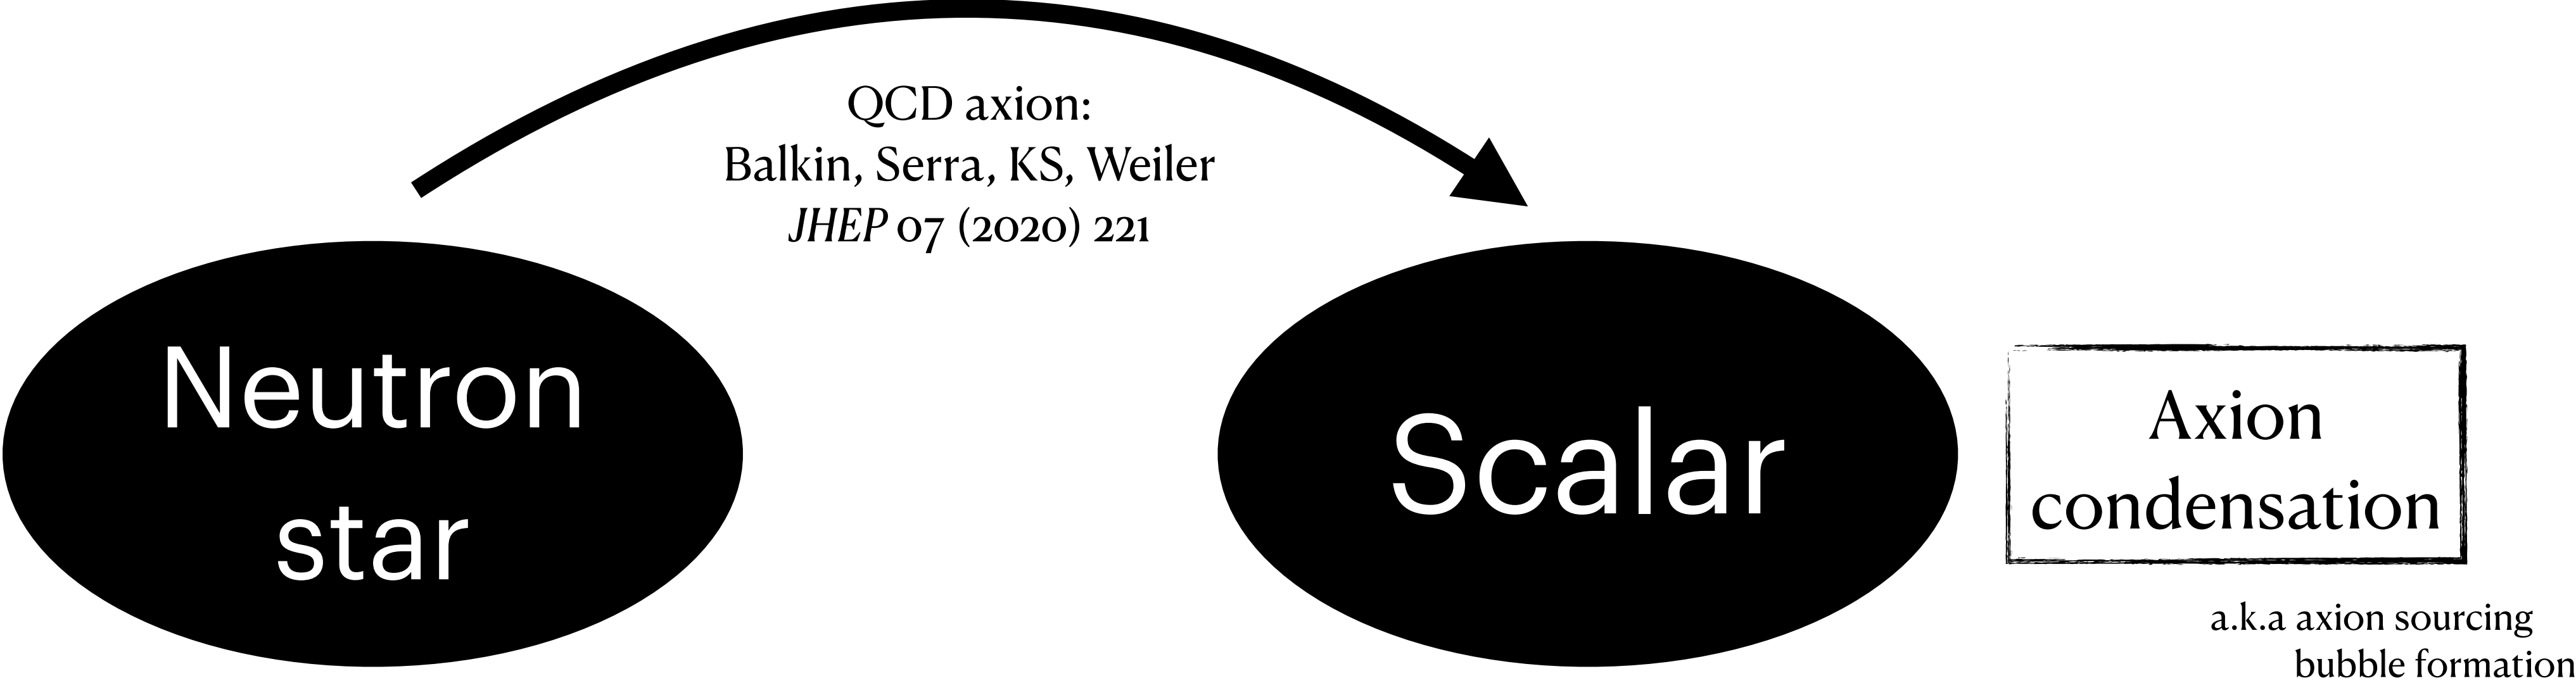 QCD axion:
Balkin, Serra, KS, Weiler
JHEP 07 (2020) 221
Neutron
star
Scalar
Axion
condensation
a.k.a axion sourcing
bubble formation